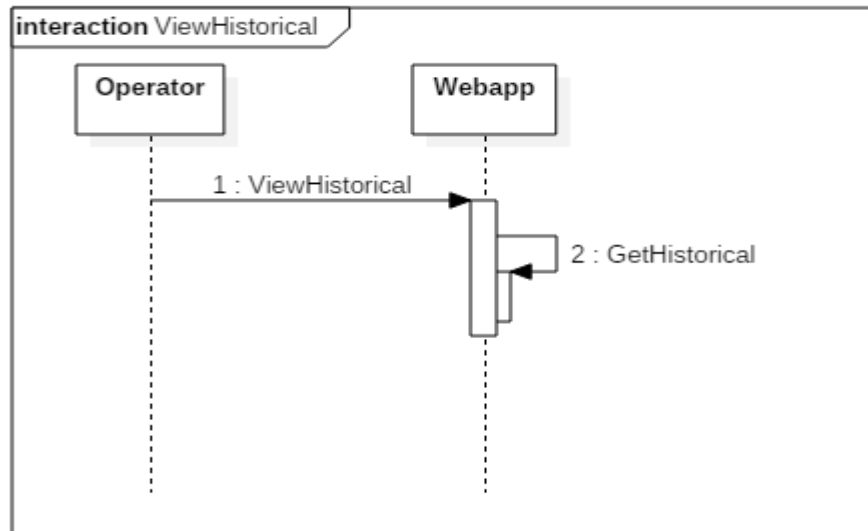 interaction ViewHistorical
Operator
Webapp
1 : ViewHistorical
2 : GetHistorical